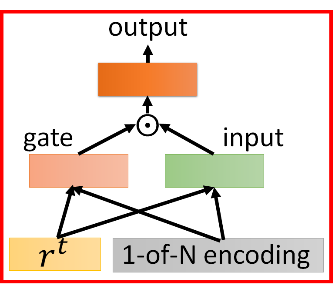 output
gate
input
r^t
1-of-N encoding